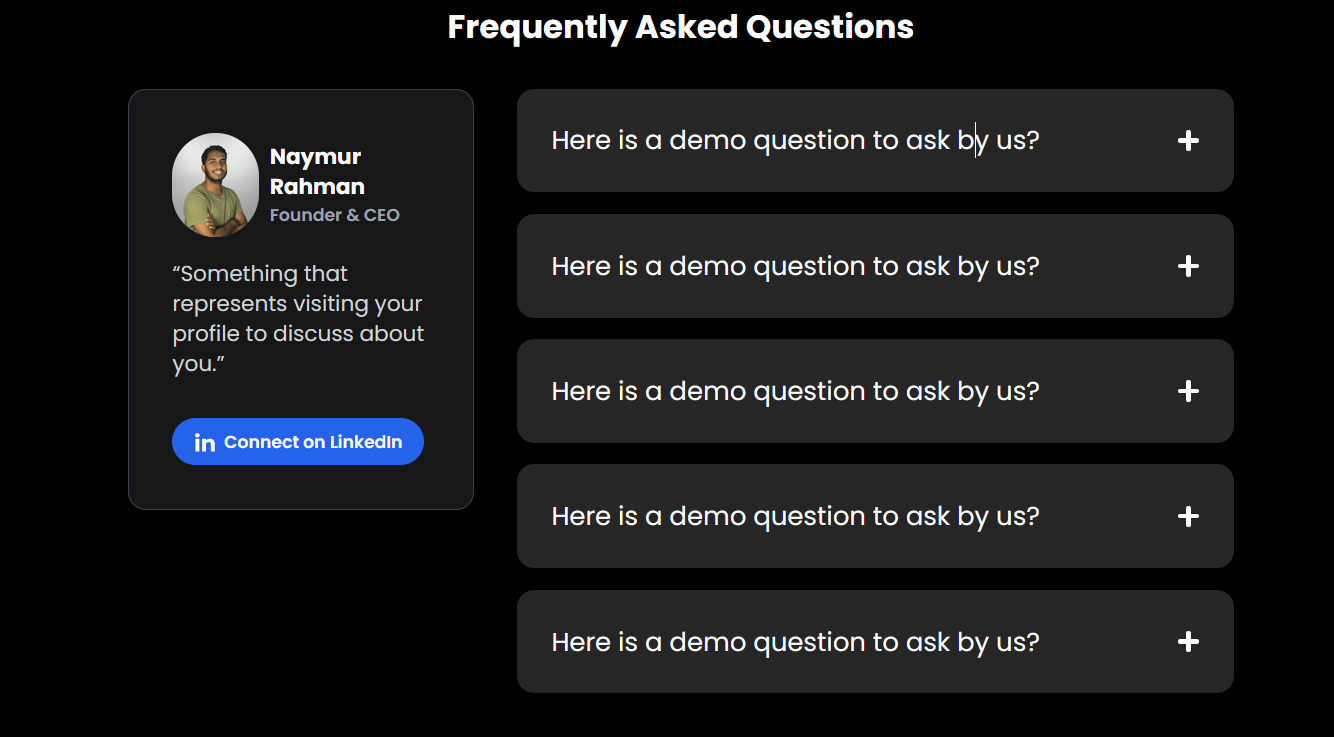 Frequently Asked Questions
Naymur
Rahman
Founder & CEO
“Something that
represents visiting your
profile to discuss about
you.”
in Connect on LinkedIn
Here is a demo question to ask by us?
Here is a demo question to ask by us?
Here is a demo question to ask by us?
Here is a demo question to ask by us?
Here is a demo question to ask by us?